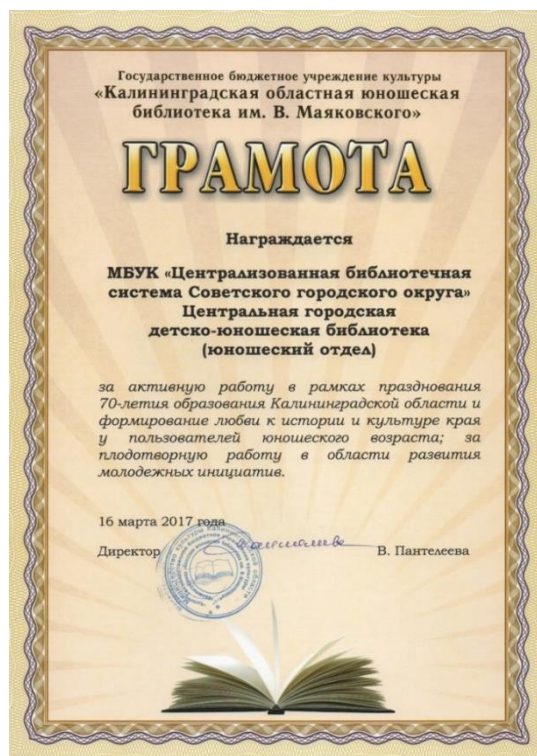 Государственное бюджетное учреждение культуры
«Калининградская областная юношеская
библиотека им. В. Маяковского»
ГРАМОТА
Награждается
МБУК «Централизованная библиотечная
система Советского городского округа»
Центральная городская
детско-юношеская библиотека
(юношеский отдел)
за активную работу в рамках празднования
70-летия образования Калининградской области и
формирование любви к истории и культуре края
у пользователей юношеского возраста; за
плодотворную работу в области развития
молодежных инициатив.
16 марта 2017 года
Директор
В. Пантелеева